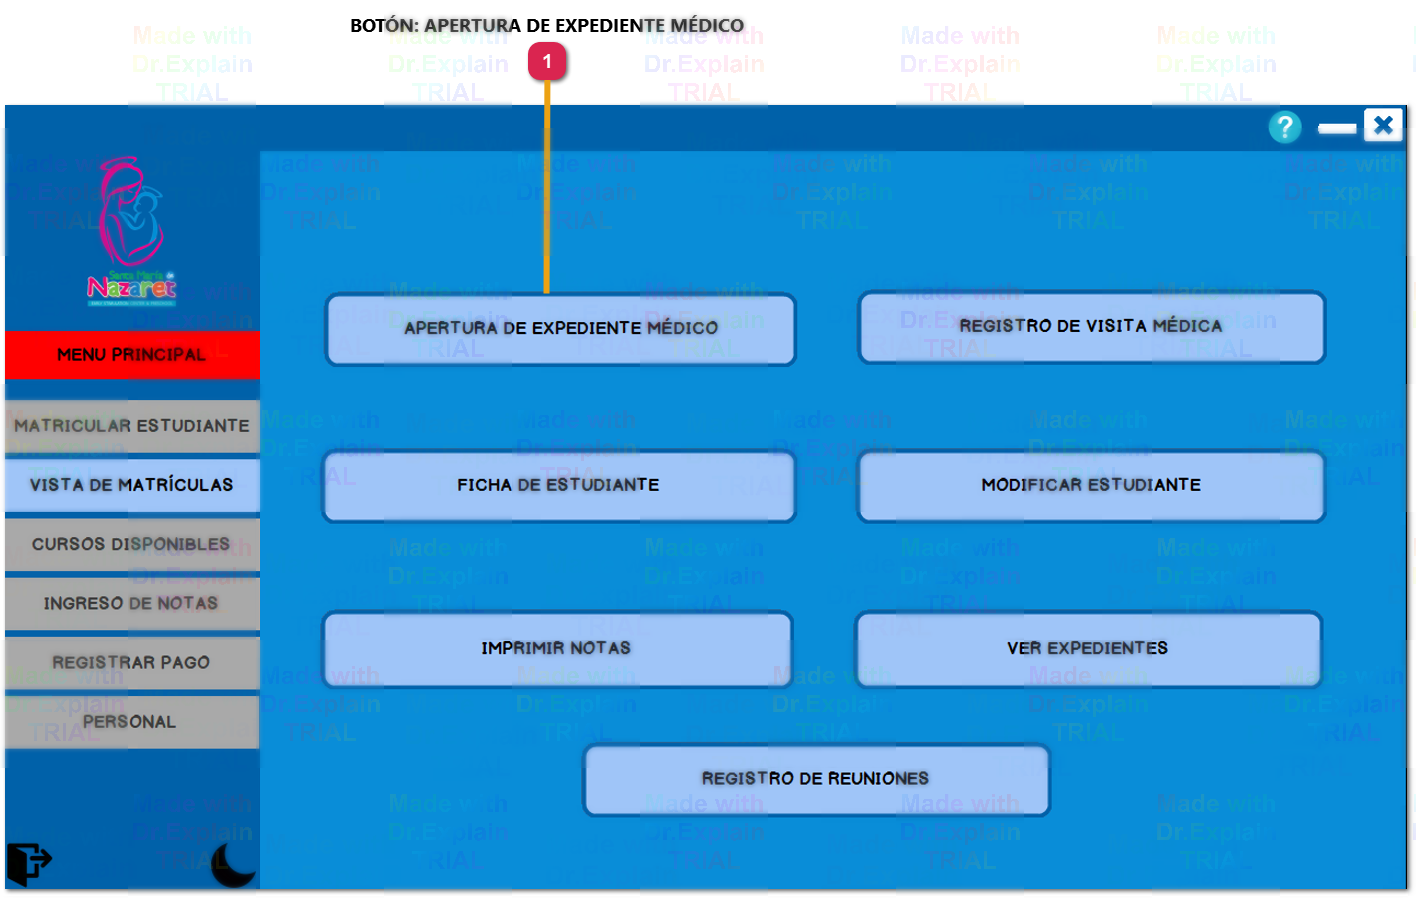 BOTÓN: APERTURA DE EXPEDIENTE MÉDICO
1
?
Santa María de
Nazaret
MENU PRINCIPAL
MATRICULAR ESTUDIANTE
VISTA DE MATRÍCULAS
CURSOS DISPONIBLES
INGRESO DE NOTAS
REGISTRAR PAGO
PERSONAL
APERTURA DE EXPEDIENTE MÉDICO
REGISTRO DE VISITA MÉDICA
FICHA DE ESTUDIANTE
MODIFICAR ESTUDIANTE
IMPRIMIR NOTAS
VER EXPEDIENTES
REGISTRO DE REUNIONES
Made with
Dr.Explain
TRIAL